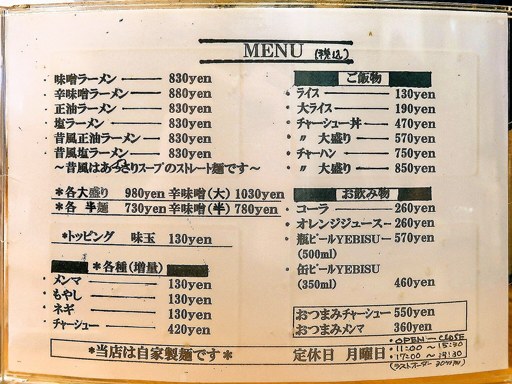 MENU (税込)
味噌ラーメン 830yen
辛味噌ラーメン 880yen
正油ラーメン 830yen
塩ラーメン 830yen
昔風正油ラーメン 830yen
昔風塩ラーメン 830yen
〜昔風はあっさりスープのストレート麺です〜
*各大盛り 980yen 辛味噌(大) 1030yen
*各 半麺 730yen 辛味噌(半) 780yen
*トッピング 味玉 130yen
*各種(増量)
メンマ 130yen
もやし 130yen
ネギ 130yen
チャーシュー 420yen
ご飯物
・ライス 130yen
・大ライス 190yen
・チャーシュー丼 470yen
・〃 大盛り 570yen
・チャーハン 750yen
・〃 大盛り 850yen
お飲み物
・コーラ 260yen
・オレンジジュース 260yen
・瓶ビールYEBISU 570yen
(500ml)
・缶ビールYEBISU
(350ml) 460yen
おつまみチャーシュー 550yen
おつまみメンマ 360yen
*当店は自家製麺です* 定休日 月曜日
・OPEN〜CLOSE
・11:00〜15:30
・17:00〜19:30
(ラストオーダー